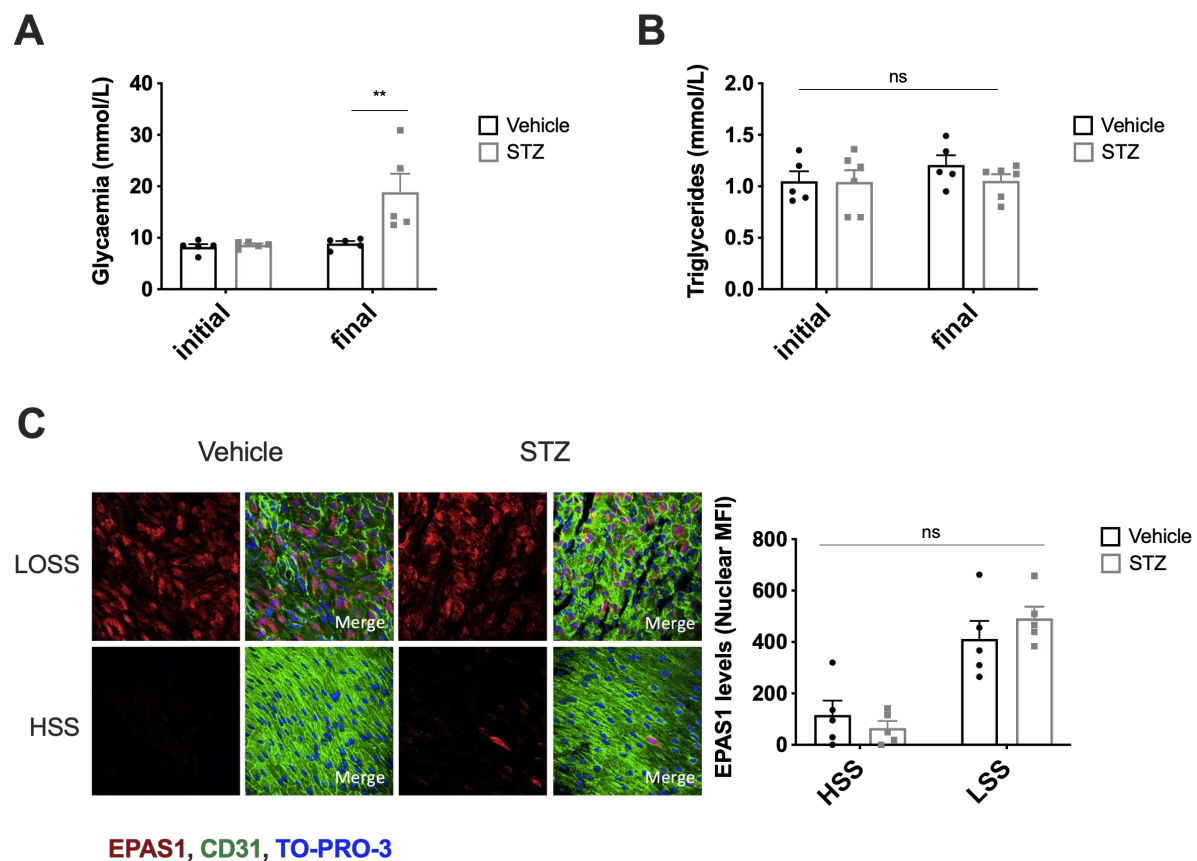 A
B
Glycaemia (mmol/L)
40
30
20
10
0
**
initial
final
Vehicle
STZ
Triglycerides (mmol/L)
2.0
1.5
1.0
0.5
0.0
ns
initial
final
Vehicle
STZ
C
Vehicle
STZ
LOSS
Merge
Merge
HSS
Merge
Merge
EPAS1, CD31, TO-PRO-3
EPAS1 levels (Nuclear MFI)
800
600
400
200
0
ns
HSS
LSS
Vehicle
STZ